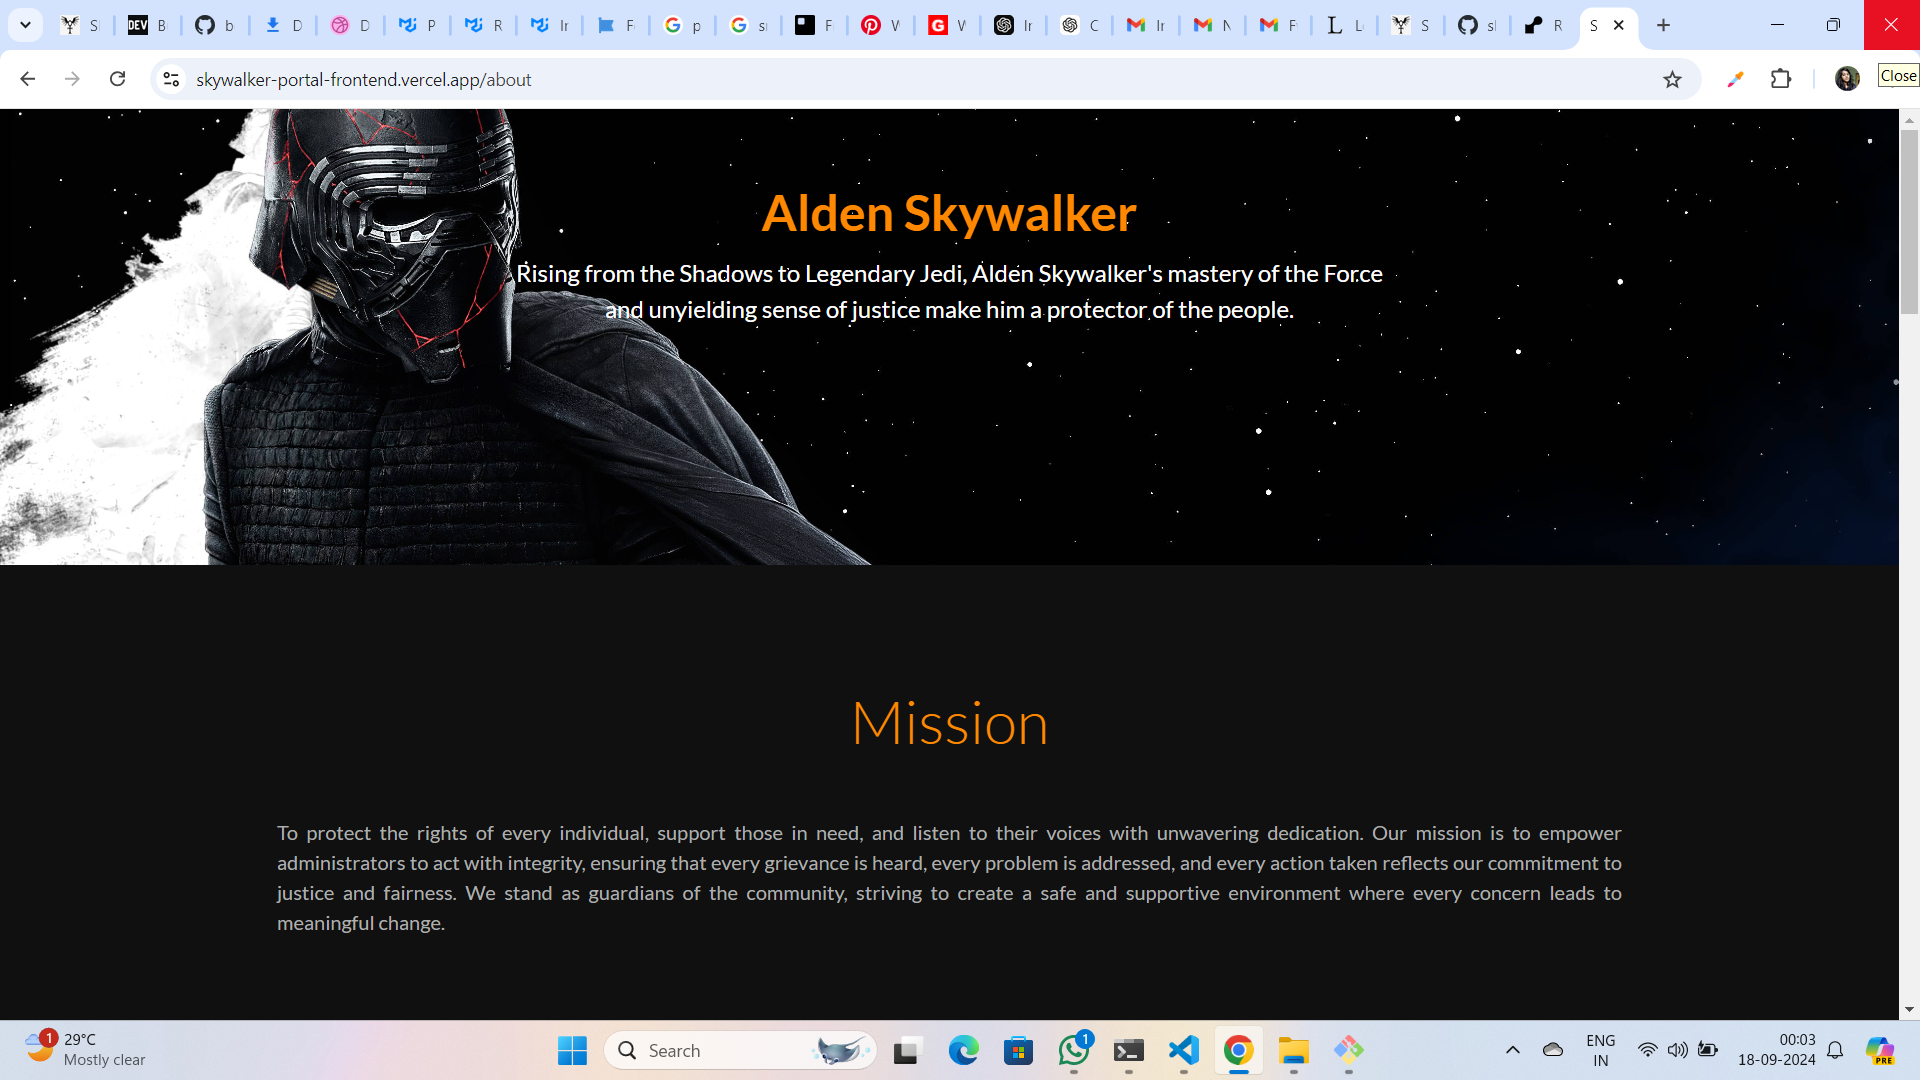 S
DEV B
b
D
D
P
R
Ir
F
p
sr
F
V
W
Ir
C
Ir
N
F
L
S
s
R
S
skywalker-portal-frontend.vercel.app/about
Close
Alden Skywalker
Rising from the Shadows to Legendary Jedi, Alden Skywalker's mastery of the Force
and unyielding sense of justice make him a protector of the people.
Mission
To protect the rights of every individual, support those in need, and listen to their voices with unwavering dedication. Our mission is to empower
administrators to act with integrity, ensuring that every grievance is heard, every problem is addressed, and every action taken reflects our commitment to
justice and fairness. We stand as guardians of the community, striving to create a safe and supportive environment where every concern leads to
meaningful change.
1
29°C
Mostly clear
Search
1
ENG
IN
00:03
18-09-2024
PRE